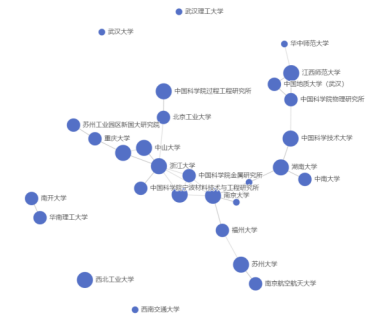 武汉理工大学
武汉大学
华中师范大学
江西师范大学
中国地质大学（武汉）
中国科学院过程工程研究所
中国科学院物理研究所
北京工业大学
苏州工业园区新国大研究院
重庆大学
中国科学技术大学
中山大学
浙江大学
湖南大学
中国科学院金属研究所
中南大学
中国科学院宁波材料技术与工程研究所
南京大学
南开大学
华南理工大学
福州大学
苏州大学
西北工业大学
南京航空航天大学
西南交通大学